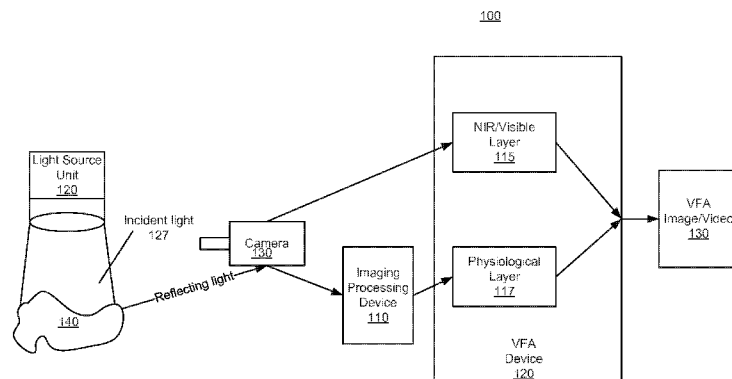 100
Light Source
Unit
120
Incident light
127
140
Reflecting light
Camera
130
Imaging
Processing
Device
110
NIR/Visible
Layer
115
Physiological
Layer
117
VFA
Device
120
VFA
Image/Video
130